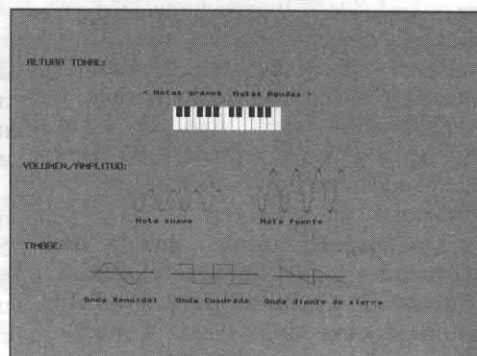 ALTURA TONAL:
< Notas graves Notas Agudas >
VOLUMEN/AMPLITUD:
Nota suave Nota fuerte
TIMBRE:
Onda Senoidal Onda Cuadrada Onda diente de sierra